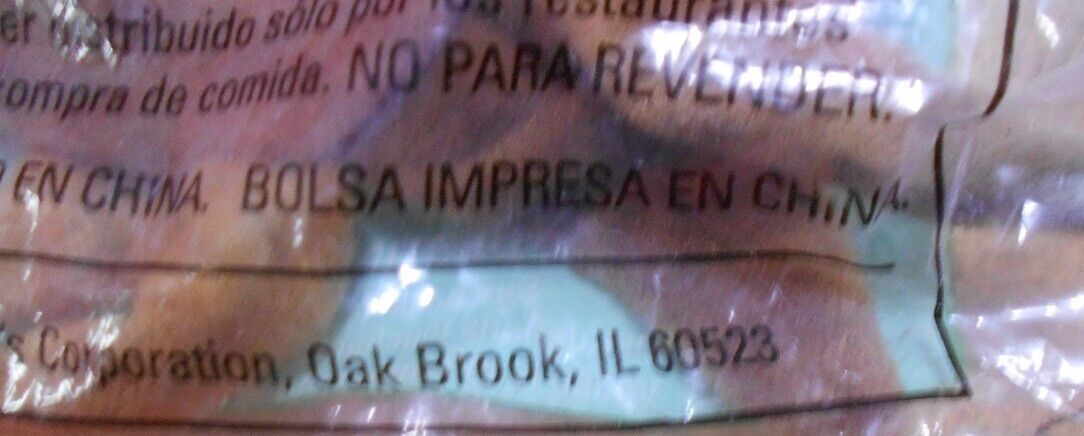 er distribuido sólo por los restaurantes
compra de comida. NO PARA REVENDER.
EN CHINA. BOLSA IMPRESA EN CHINA.
's Corporation, Oak Brook, IL 60523